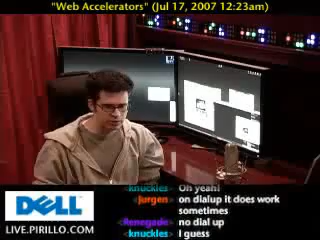 "Web Accelerators" (Jul 17, 2007 12:23am)
knuckles Oh yeah!
Jurgen on dialup it does work
sometimes
Renegade no dial up
knuckles I guess
DELL
LIVE.PIRILLO.COM